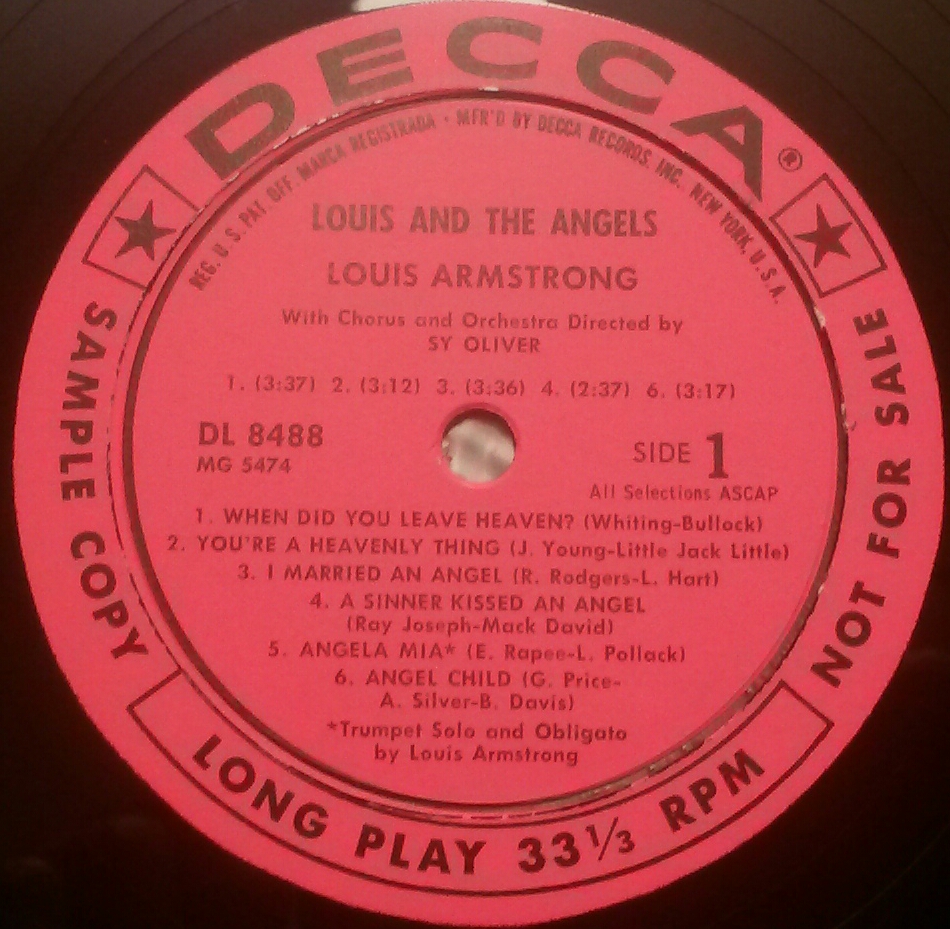 DECCA®
REG. U.S. PAT. OFF. MARCA REGISTRADA · MFR'D BY DECCA RECORDS, INC., NEW YORK, U.S.A.
LOUIS AND THE ANGELS
LOUIS ARMSTRONG
With Chorus and Orchestra Directed by
SY OLIVER
1. (3:37) 2. (3:12) 3. (3:36) 4. (2:37) 6. (3:17)
DL 8488
MG 5474
SIDE 1
All Selections ASCAP
1. WHEN DID YOU LEAVE HEAVEN? (Whiting-Bullock)
2. YOU'RE A HEAVENLY THING (J. Young-Little Jack Little)
3. I MARRIED AN ANGEL (R. Rodgers-L. Hart)
4. A SINNER KISSED AN ANGEL
(Ray Joseph-Mack David)
5. ANGELA MIA* (E. Rapee-L. Pollack)
6. ANGEL CHILD (G. Price-
A. Silver-B. Davis)
*Trumpet Solo and Obligato
by Louis Armstrong
SAMPLE COPY
NOT FOR SALE
LONG PLAY 33⅓ RPM